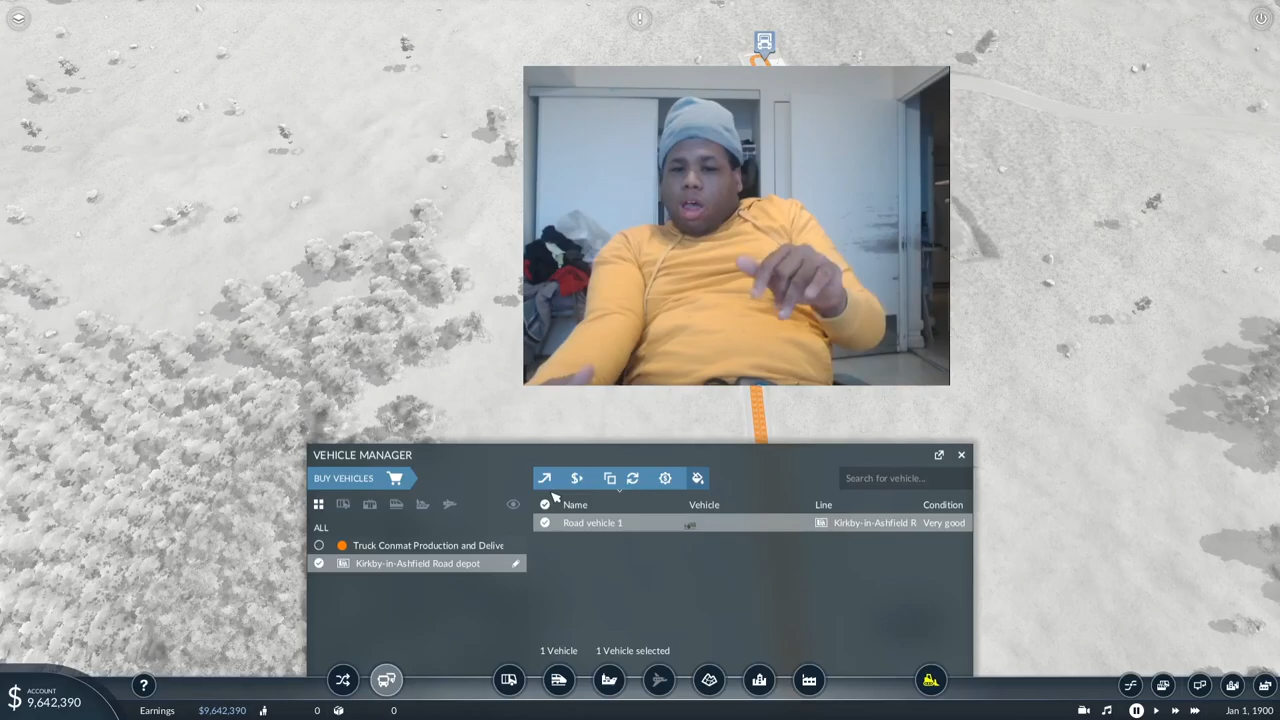 VEHICLE MANAGER
BUY VEHICLES
Search for vehicle...
Name Vehicle Line Condition
ALL
Road vehicle 1 Kirkby-in-Ashfield R Very good
Truck Conmat Production and Delive
Kirkby-in-Ashfield Road depot
1 Vehicle 1 Vehicle selected
$ ACCOUNT
9,642,390
?
Earnings $9,642,390 0 0 Jan 1, 1900